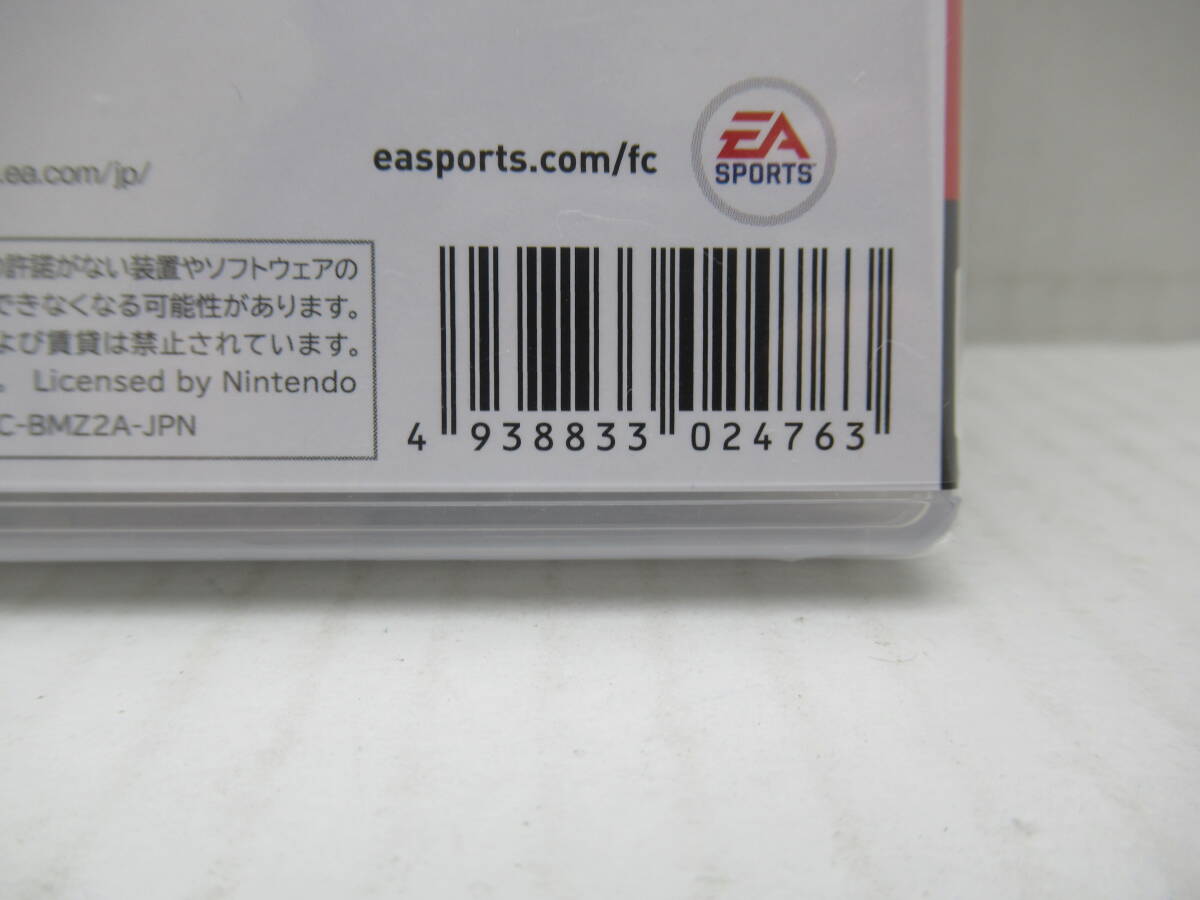 EA
SPORTS
easports.com/fc
.ea.com/jp/
許諾がない装置やソフトウェアの
できなくなる可能性があります。
よび賃貸は禁止されています。
。 Licensed by Nintendo
C-BMZ2A-JPN
4 938833 024763